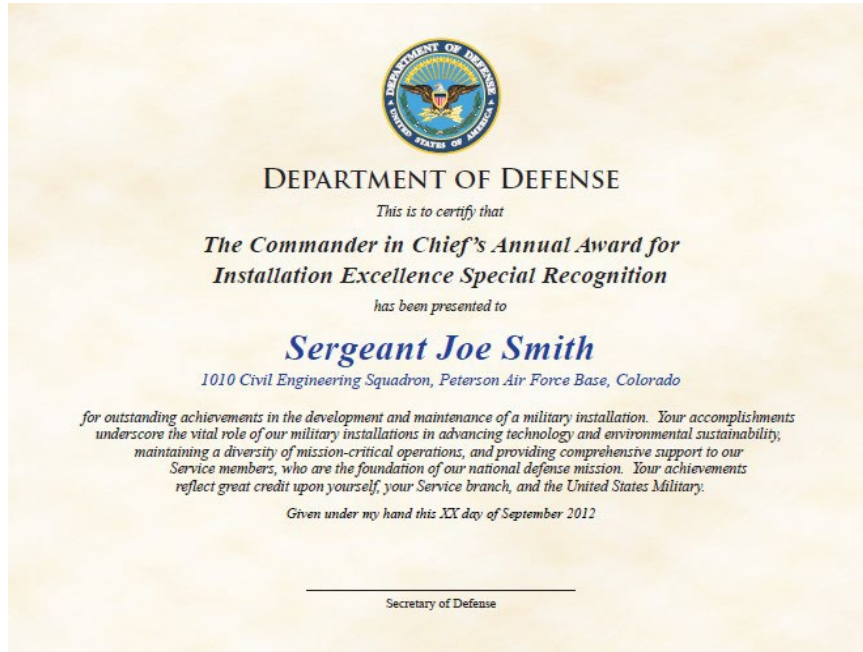 DEPARTMENT OF DEFENSE
UNITED STATES OF AMERICA
DEPARTMENT OF DEFENSE
This is to certify that
The Commander in Chief's Annual Award for
Installation Excellence Special Recognition
has been presented to
Sergeant Joe Smith
1010 Civil Engineering Squadron, Peterson Air Force Base, Colorado
for outstanding achievements in the development and maintenance of a military installation. Your accomplishments
underscore the vital role of our military installations in advancing technology and environmental sustainability,
maintaining a diversity of mission-critical operations, and providing comprehensive support to our
Service members, who are the foundation of our national defense mission. Your achievements
reflect great credit upon yourself, your Service branch, and the United States Military.
Given under my hand this XX day of September 2012
Secretary of Defense